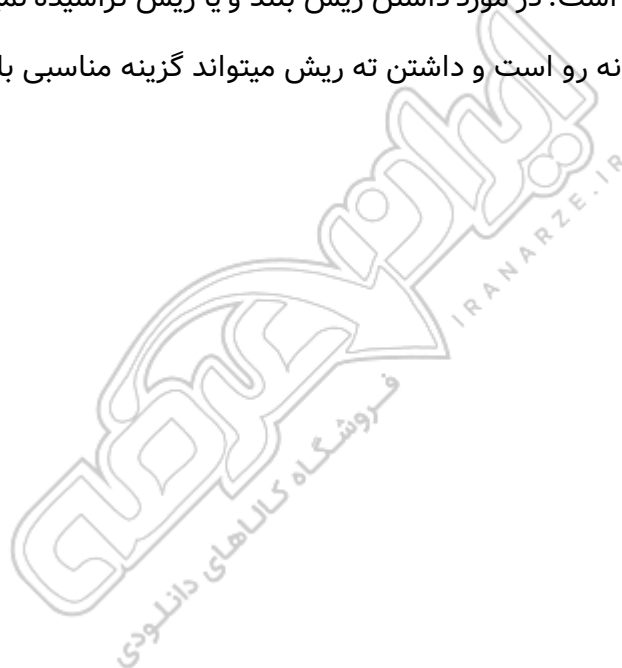 است. در مورد داشتن ریش بلند و یا ریش تراشیده
نه رو است و داشتن ته ریش میتواند گزینه مناسبی
ایران عرضه
IRANARZE.IR
فروشگاه کالاهای دانلودی